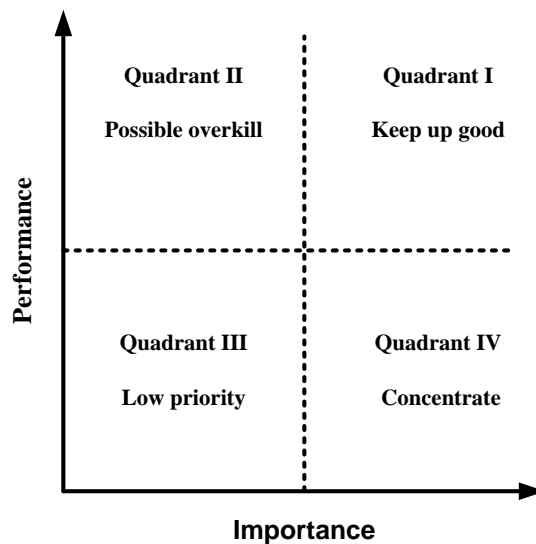 Quadrant II
Possible overkill
Quadrant I
Keep up good
Performance
Quadrant III
Low priority
Quadrant IV
Concentrate
Importance